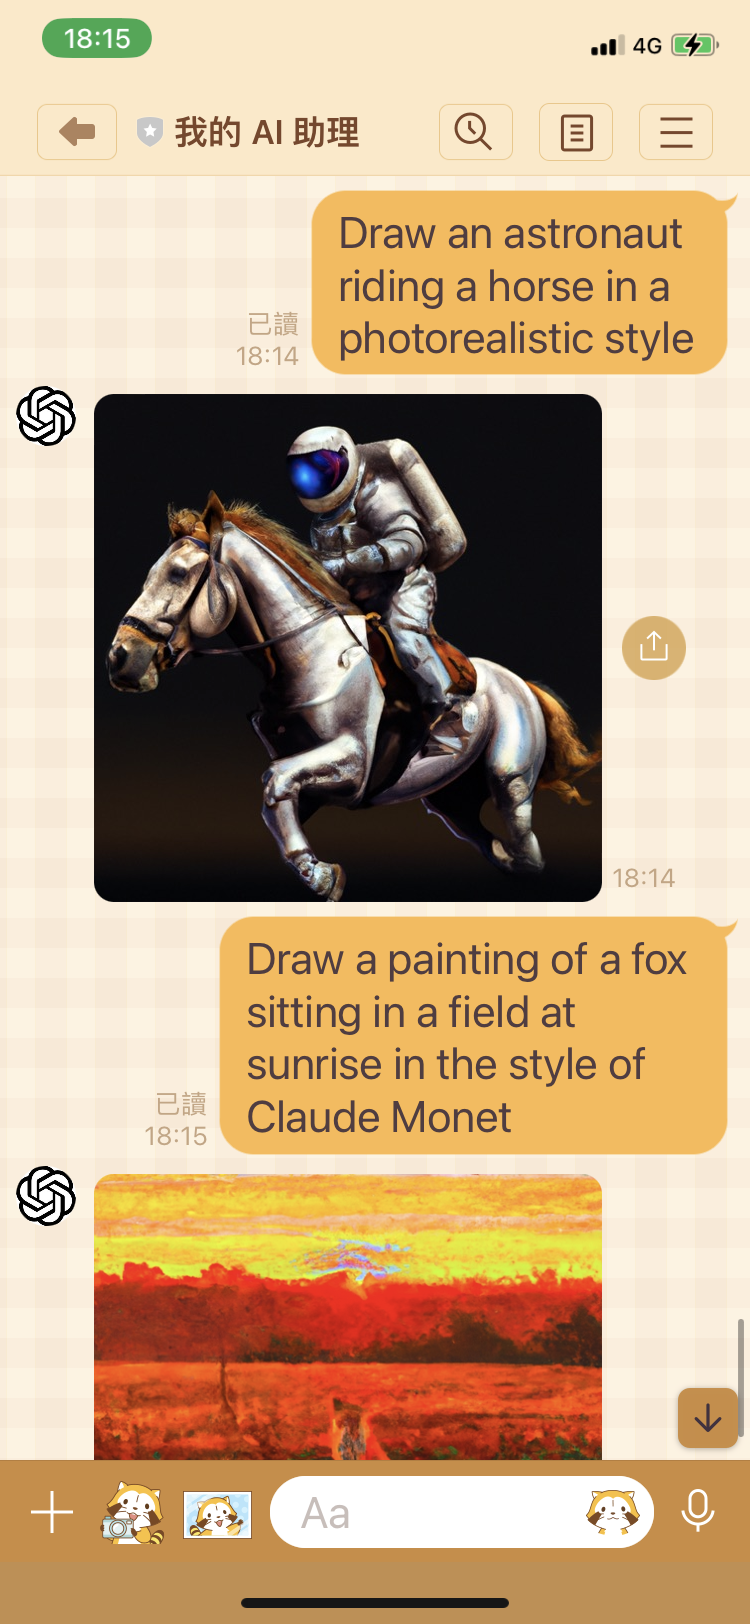 18:15
4G
我的 AI 助理
Draw an astronaut
riding a horse in a
photorealistic style
已讀
18:14
18:14
Draw a painting of a fox
sitting in a field at
sunrise in the style of
Claude Monet
已讀
18:15
Aa